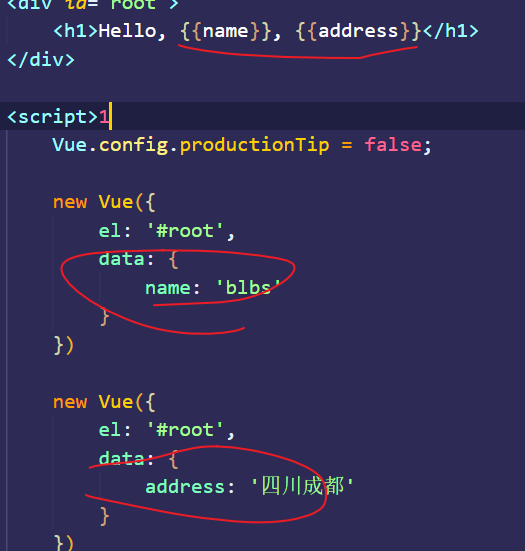 <div id="root">
<h1>Hello, {{name}}, {{address}}</h1>
</div>
<script>1
Vue.config.productionTip = false;
new Vue({
el: '#root',
data: {
name: 'blbs'
}
})
new Vue({
el: '#root',
data: {
address: '四川成都'
}
})